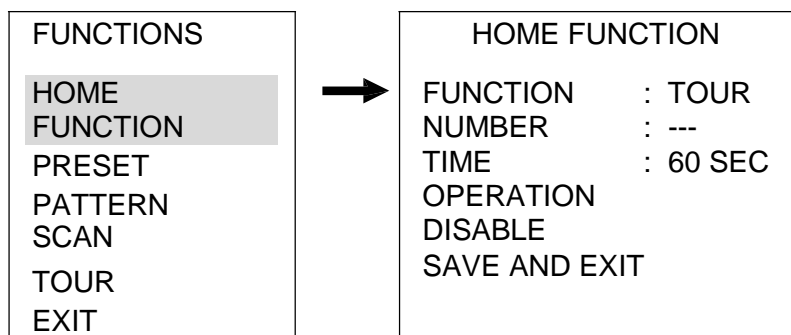 FUNCTIONS
HOME
FUNCTION
PRESET
PATTERN
SCAN
TOUR
EXIT
HOME FUNCTION
FUNCTION : TOUR
NUMBER : ---
TIME : 60 SEC
OPERATION
DISABLE
SAVE AND EXIT